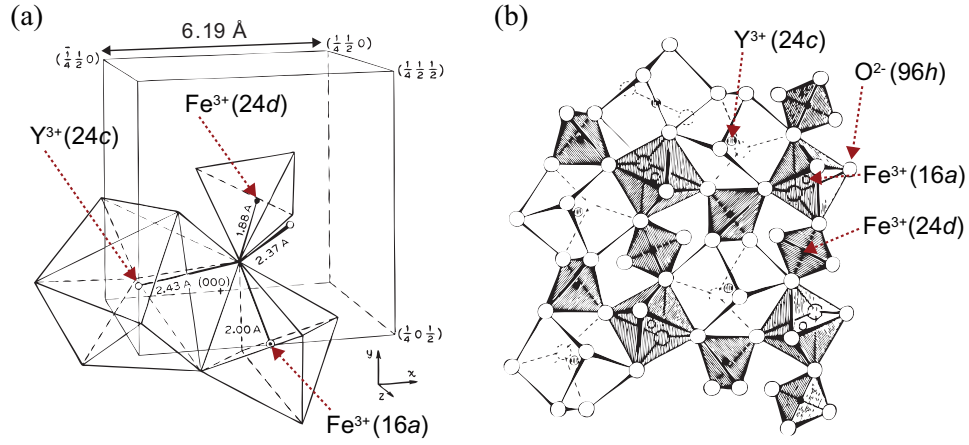 (a)
6.19 Å
(1̄/4 1/2 0)
(1/4 1/2 0)
(1/4 1/2 1/2)
Fe³⁺(24d)
Y³⁺(24c)
1.88 A
2.37 A
2.43 A (000)
2.00 A
(1/4 0 1/2)
y
x
z
Fe³⁺(16a)
(b)
Y³⁺(24c)
O²⁻(96h)
Fe³⁺(16a)
Fe³⁺(24d)